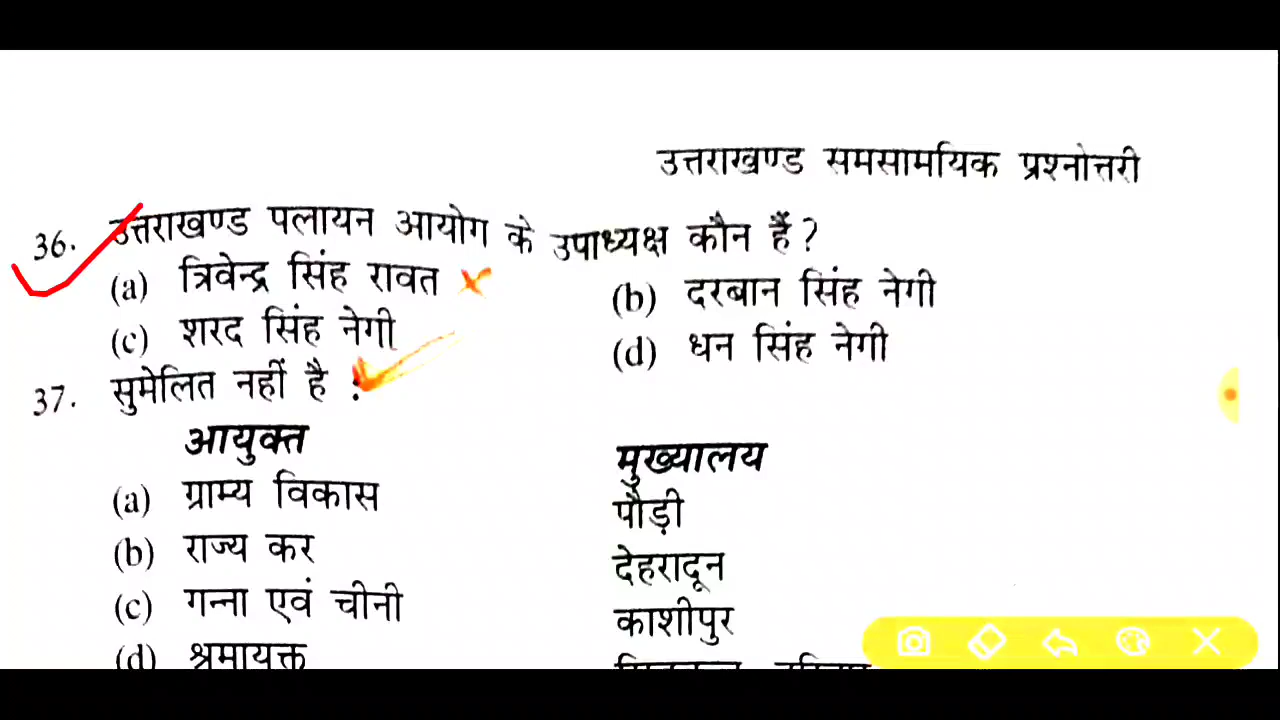 उत्तराखण्ड समसामयिक प्रश्नोत्तरी
36. उत्तराखण्ड पलायन आयोग के उपाध्यक्ष कौन हैं ?
(a) त्रिवेन्द्र सिंह रावत (b) दरबान सिंह नेगी
(c) शरद सिंह नेगी (d) धन सिंह नेगी
37. सुमेलित नहीं है :
आयुक्त मुख्यालय
(a) ग्राम्य विकास पौड़ी
(b) राज्य कर देहरादून
(c) गन्ना एवं चीनी काशीपुर
(d) श्रमायुक्त